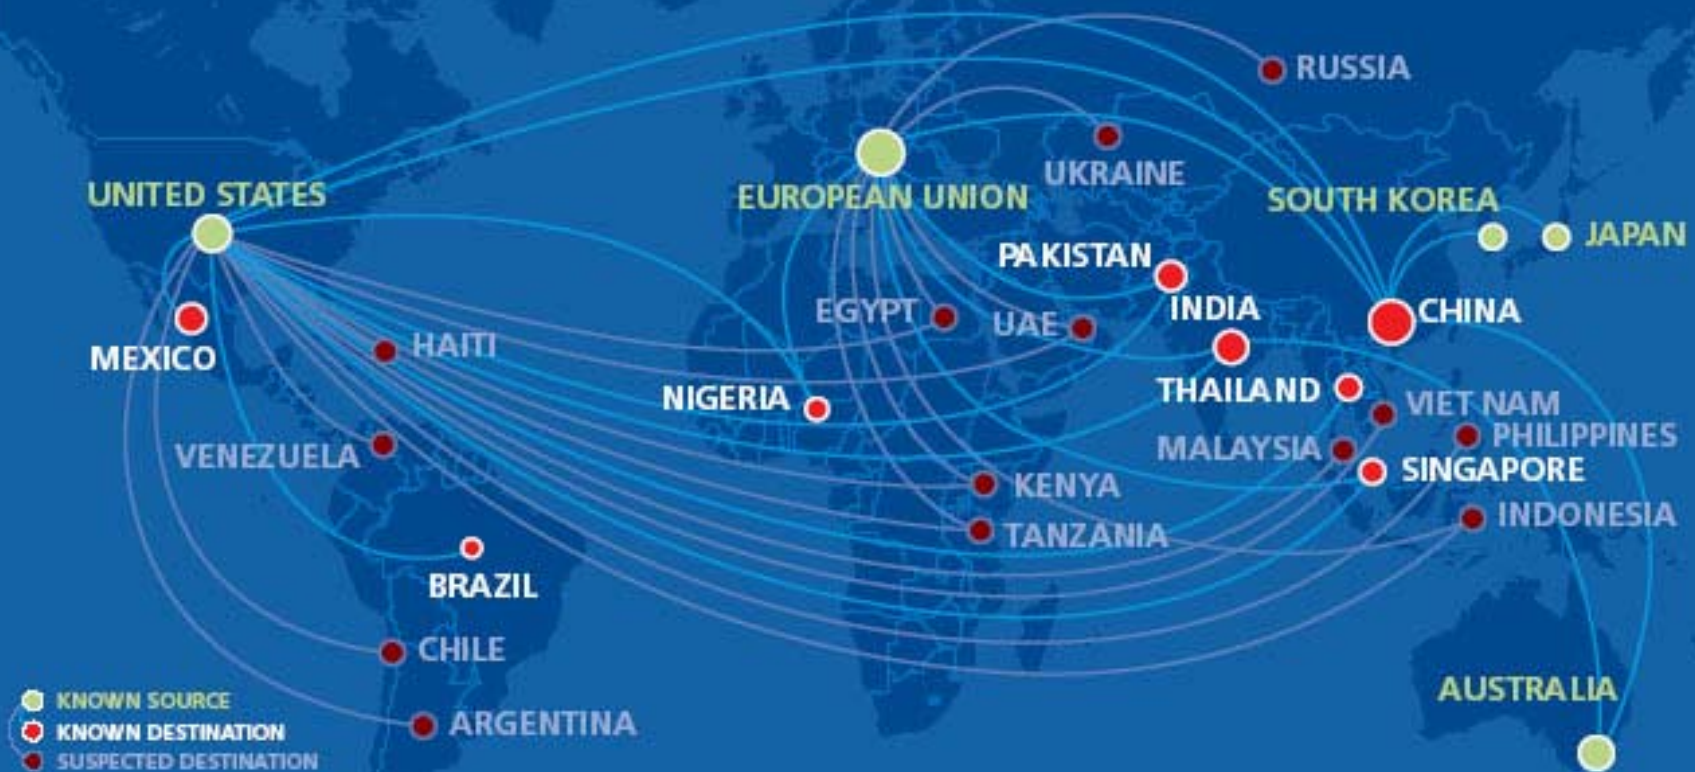 RUSSIA
UKRAINE
UNITED STATES
EUROPEAN UNION
SOUTH KOREA
JAPAN
PAKISTAN
INDIA
EGYPT
UAE
CHINA
MEXICO
HAITI
NIGERIA
THAILAND
VIET NAM
PHILIPPINES
VENEZUELA
MALAYSIA
SINGAPORE
KENYA
INDONESIA
TANZANIA
BRAZIL
CHILE
AUSTRALIA
ARGENTINA
KNOWN SOURCE
KNOWN DESTINATION
SUSPECTED DESTINATION